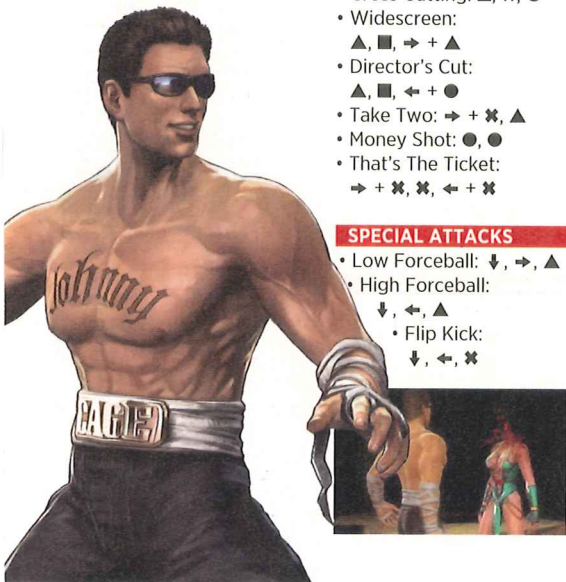 • Widescreen:
▲, ■, → + ▲
• Director's Cut:
▲, ■, ← + ●
• Take Two: → + ✖, ▲
• Money Shot: ●, ●
• That's The Ticket:
→ + ✖, ✖, ← + ✖
SPECIAL ATTACKS
• Low Forceball: ↓, →, ▲
• High Forceball:
↓, ←, ▲
• Flip Kick:
↓, ←, ✖
Johnny
CAGE